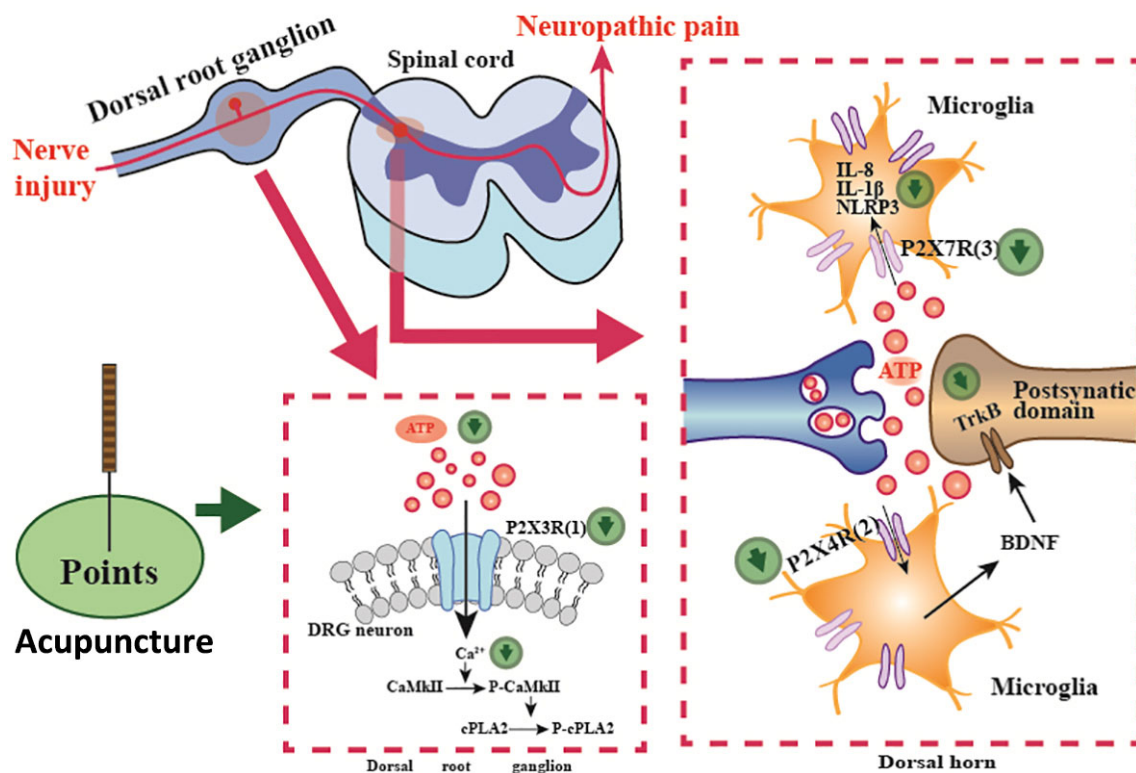 Neuropathic pain
Dorsal root ganglion
Spinal cord
Nerve
injury
Points
Acupuncture
ATP
P2X3R(1)
DRG neuron
Ca²⁺
CaMkII
P-CaMkII
cPLA2
P-cPLA2
Dorsal root ganglion
Microglia
IL-8
IL-1β
NLRP3
P2X7R(3)
ATP
Postsynatic
domain
TrkB
P2X4R(2)
BDNF
Microglia
Dorsal horn